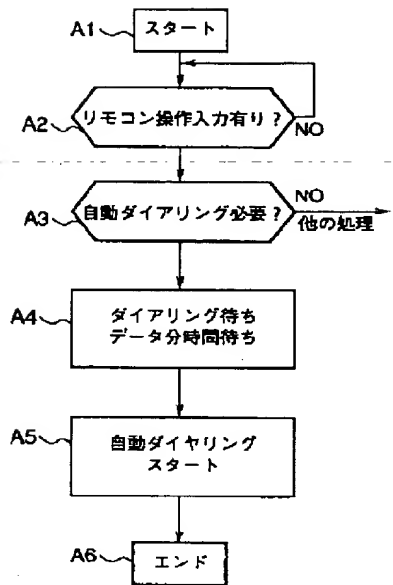 A1 スタート
A2 リモコン操作入力有り？
NO
A3 自動ダイアリング必要？
NO
他の処理
A4 ダイアリング待ち
データ分時間待ち
A5 自動ダイヤリング
スタート
A6 エンド